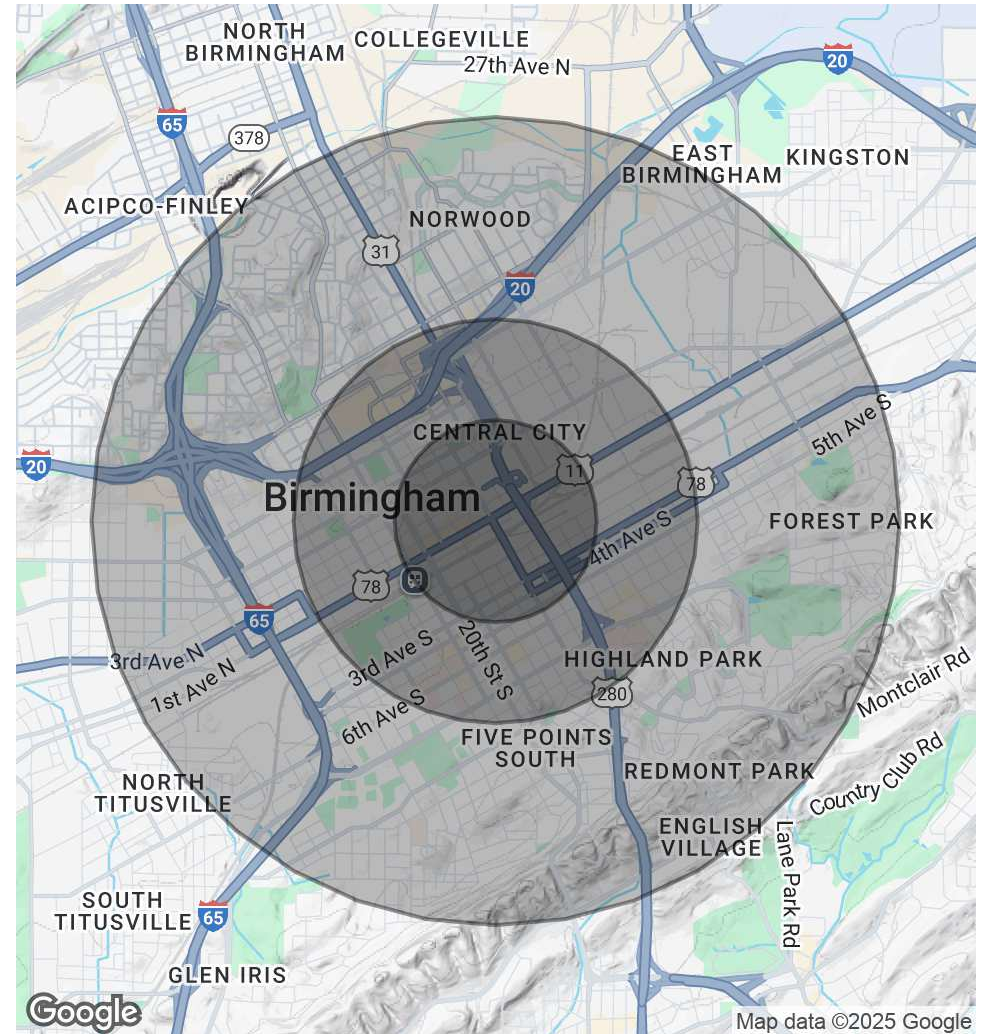 NORTH
BIRMINGHAM
COLLEGEVILLE
27th Ave N
20
65
378
EAST
BIRMINGHAM
KINGSTON
ACIPCO-FINLEY
NORWOOD
31
20
5th Ave S
CENTRAL CITY
20
11
78
Birmingham
FOREST PARK
4th Ave S
78
65
3rd Ave N
1st Ave N
3rd Ave S
20th St S
HIGHLAND PARK
280
Montclair Rd
6th Ave S
FIVE POINTS
SOUTH
REDMONT PARK
Country Club Rd
NORTH
TITUSVILLE
ENGLISH
VILLAGE
Lane Park Rd
SOUTH
TITUSVILLE
65
GLEN IRIS
Google
Map data ©2025 Google